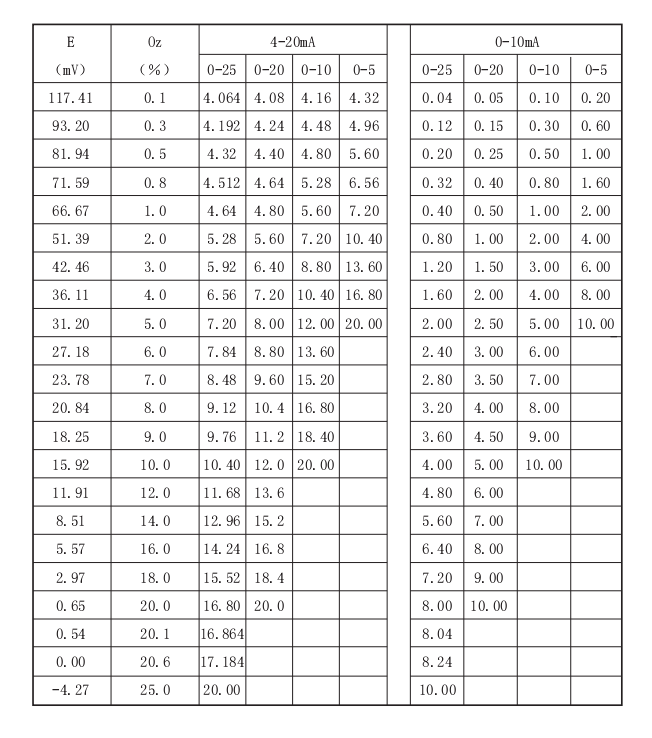 E Oz 4-20mA 0-10mA
(mV) (%) 0-25 0-20 0-10 0-5 0-25 0-20 0-10 0-5
117.41 0.1 4.064 4.08 4.16 4.32 0.04 0.05 0.10 0.20
93.20 0.3 4.192 4.24 4.48 4.96 0.12 0.15 0.30 0.60
81.94 0.5 4.32 4.40 4.80 5.60 0.20 0.25 0.50 1.00
71.59 0.8 4.512 4.64 5.28 6.56 0.32 0.40 0.80 1.60
66.67 1.0 4.64 4.80 5.60 7.20 0.40 0.50 1.00 2.00
51.39 2.0 5.28 5.60 7.20 10.40 0.80 1.00 2.00 4.00
42.46 3.0 5.92 6.40 8.80 13.60 1.20 1.50 3.00 6.00
36.11 4.0 6.56 7.20 10.40 16.80 1.60 2.00 4.00 8.00
31.20 5.0 7.20 8.00 12.00 20.00 2.00 2.50 5.00 10.00
27.18 6.0 7.84 8.80 13.60 2.40 3.00 6.00
23.78 7.0 8.48 9.60 15.20 2.80 3.50 7.00
20.84 8.0 9.12 10.4 16.80 3.20 4.00 8.00
18.25 9.0 9.76 11.2 18.40 3.60 4.50 9.00
15.92 10.0 10.40 12.0 20.00 4.00 5.00 10.00
11.91 12.0 11.68 13.6 4.80 6.00
8.51 14.0 12.96 15.2 5.60 7.00
5.57 16.0 14.24 16.8 6.40 8.00
2.97 18.0 15.52 18.4 7.20 9.00
0.65 20.0 16.80 20.0 8.00 10.00
0.54 20.1 16.864 8.04
0.00 20.6 17.184 8.24
-4.27 25.0 20.00 10.00